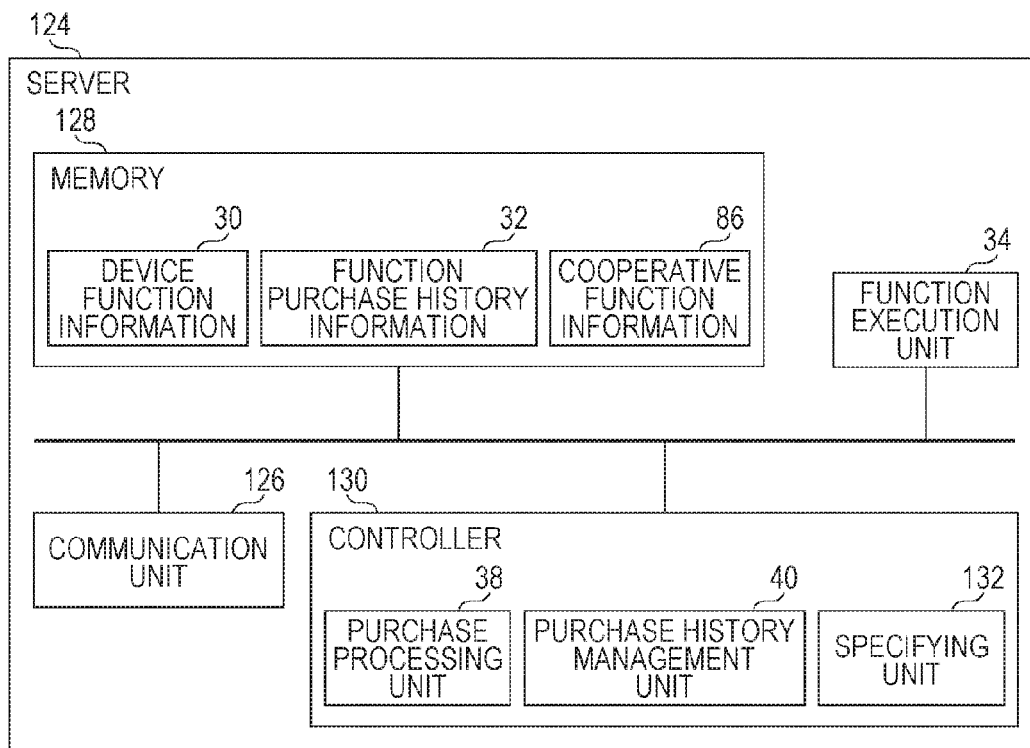 124
SERVER
128
MEMORY
30
DEVICE
FUNCTION
INFORMATION
32
FUNCTION
PURCHASE HISTORY
INFORMATION
86
COOPERATIVE
FUNCTION
INFORMATION
34
FUNCTION
EXECUTION
UNIT
126
COMMUNICATION
UNIT
130
CONTROLLER
38
PURCHASE
PROCESSING
UNIT
40
PURCHASE HISTORY
MANAGEMENT
UNIT
132
SPECIFYING
UNIT